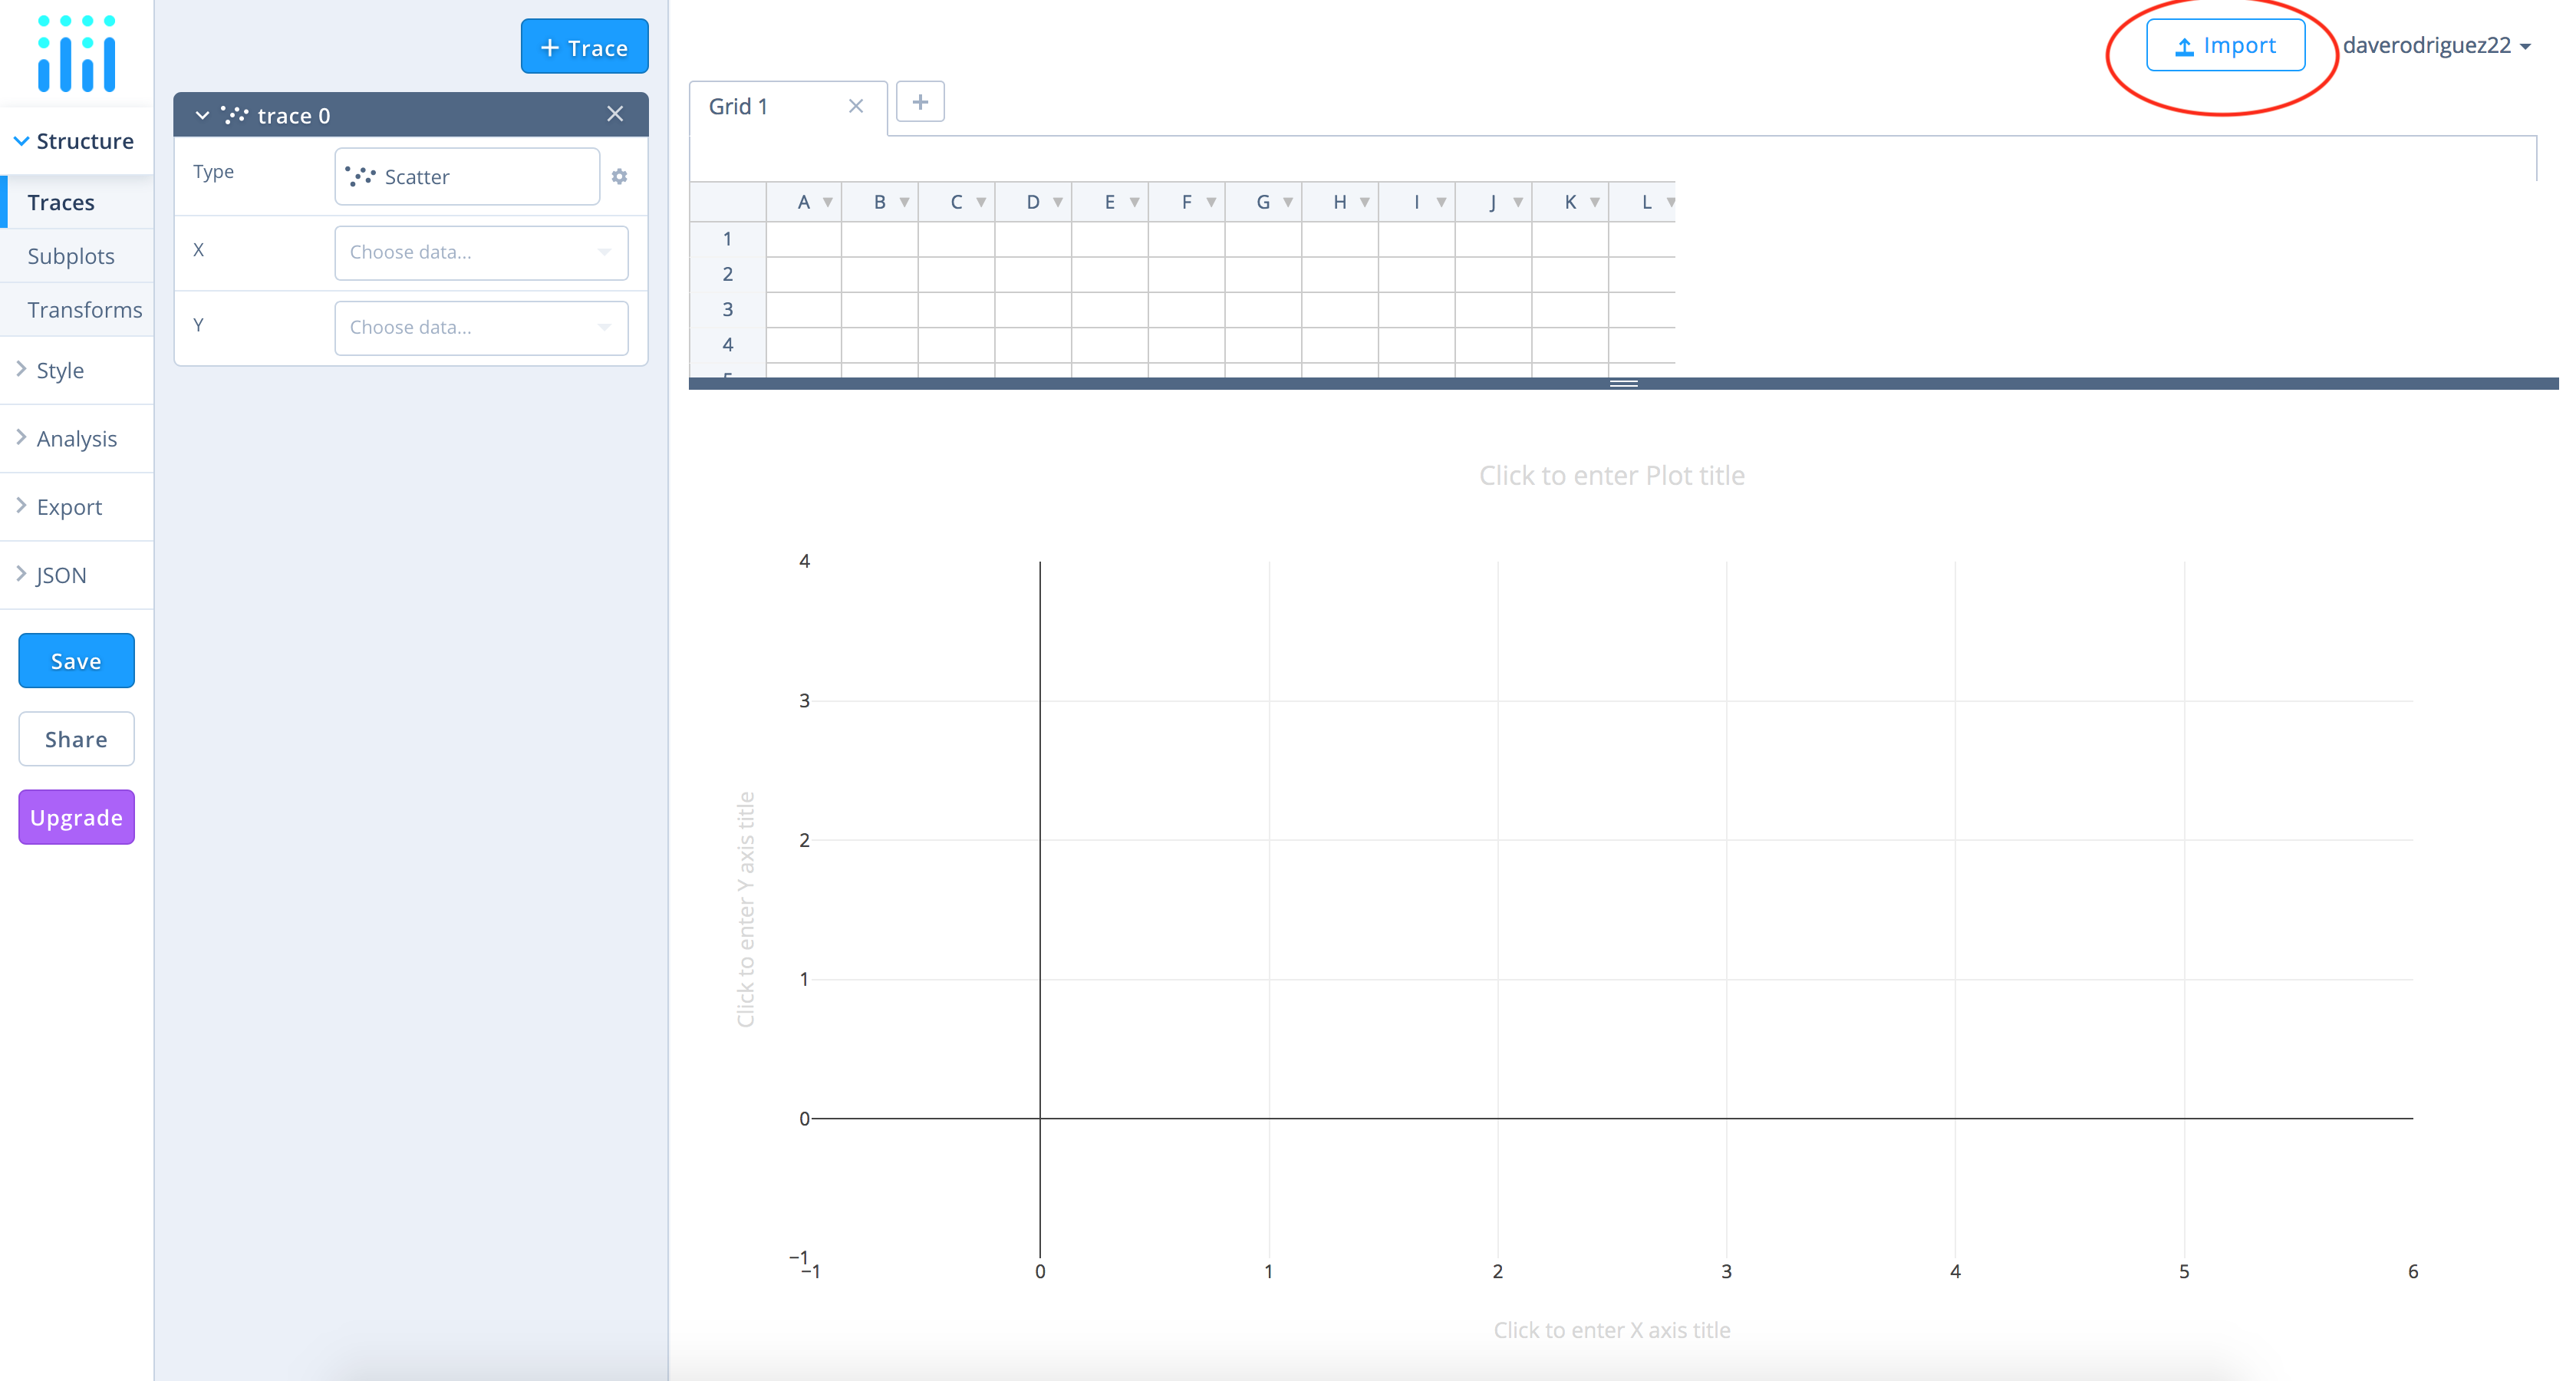 Structure
Traces
Subplots
Transforms
Style
Analysis
Export
JSON
Save
Share
Upgrade
+ Trace
trace 0
Type
Scatter
X
Choose data...
Y
Choose data...
Import
daverodriguez22
Grid 1
+
A B C D E F G H I J K L
1
2
3
4
Click to enter Plot title
Click to enter Y axis title
4
3
2
1
0
−1
−1 0 1 2 3 4 5 6
Click to enter X axis title